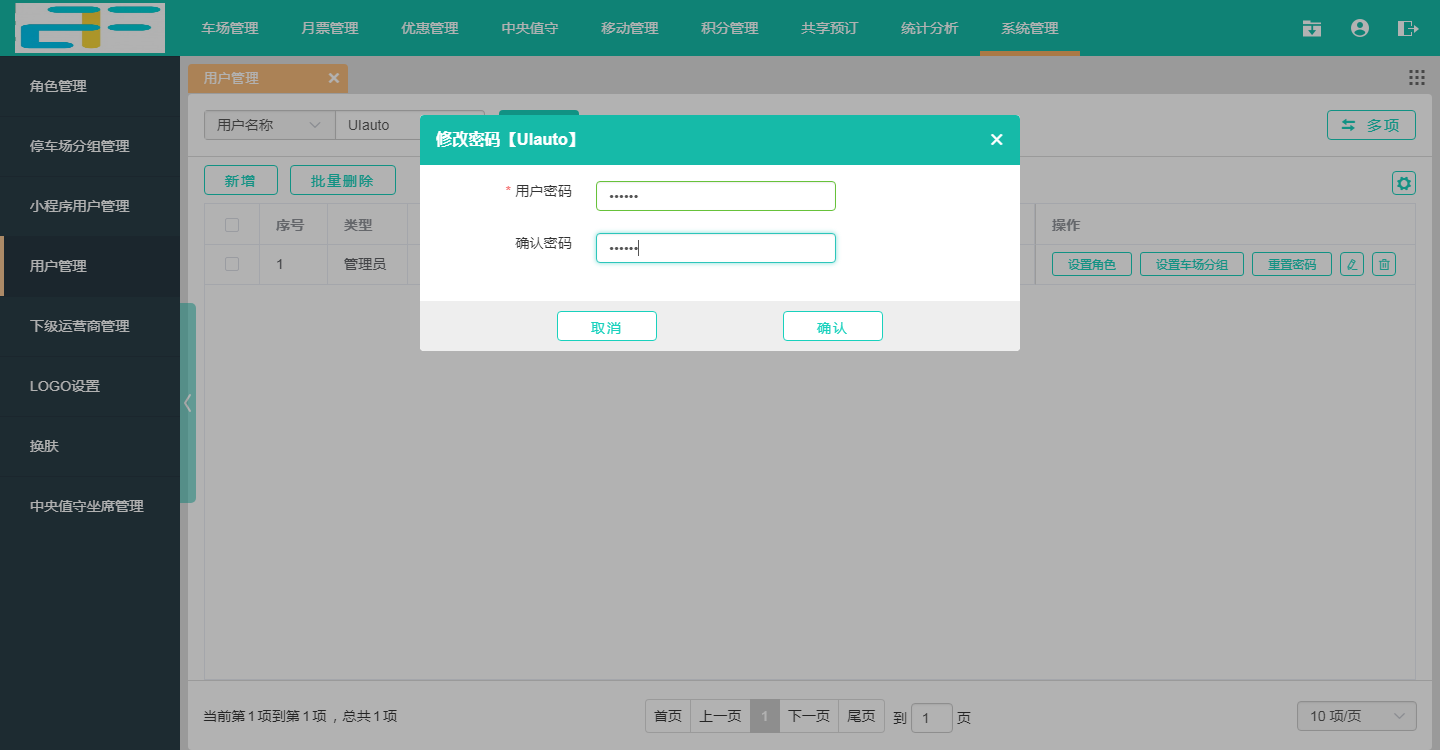 车场管理 月票管理 优惠管理 中央值守 移动管理 积分管理 共享预订 统计分析 系统管理
角色管理
停车场分组管理
小程序用户管理
用户管理
下级运营商管理
LOGO设置
换肤
中央值守坐席管理
用户管理
用户名称 UIauto
多项
新增 批量删除
序号 类型 操作
1 管理员 设置角色 设置车场分组 重置密码
修改密码【UIauto】
* 用户密码 ••••••
确认密码 ••••••
取消 确认
当前第1项到第1项，总共1项 首页 上一页 1 下一页 尾页 到 1 页 10 项/页